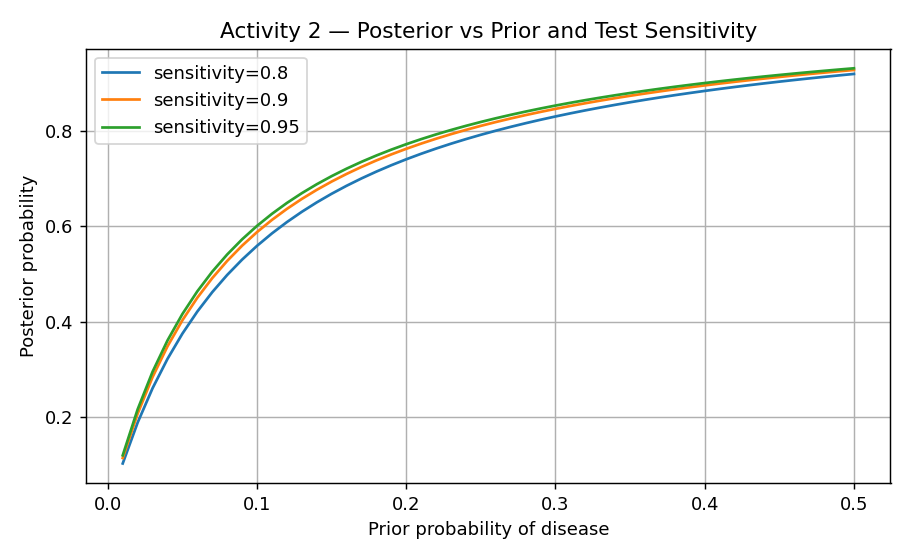 Activity 2 — Posterior vs Prior and Test Sensitivity
sensitivity=0.8
sensitivity=0.9
sensitivity=0.95
Posterior probability
0.8
0.6
0.4
0.2
0.0 0.1 0.2 0.3 0.4 0.5
Prior probability of disease